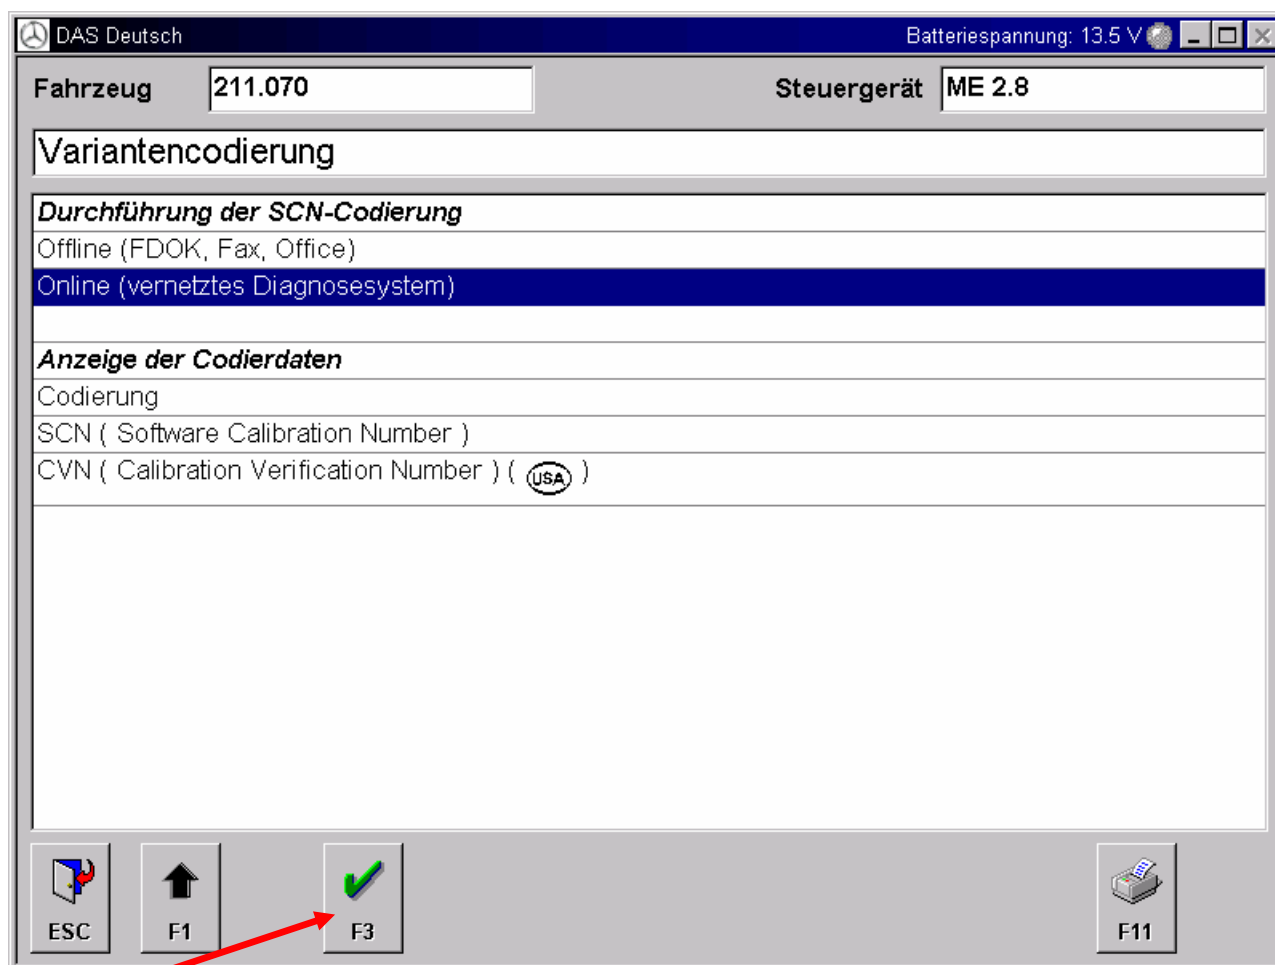 DAS Deutsch Batteriespannung: 13.5 V
Fahrzeug 211.070 Steuergerät ME 2.8
Variantencodierung
Durchführung der SCN-Codierung
Offline (FDOK, Fax, Office)
Online (vernetztes Diagnosesystem)
Anzeige der Codierdaten
Codierung
SCN ( Software Calibration Number )
CVN ( Calibration Verification Number ) ( USA )
ESC F1 F3 F11